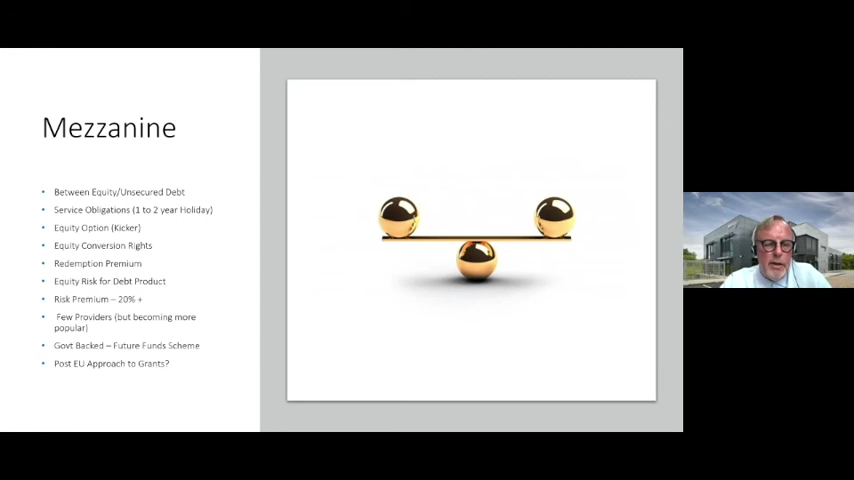 Mezzanine
• Between Equity/Unsecured Debt
• Service Obligations (1 to 2 year Holiday)
• Equity Option (Kicker)
• Equity Conversion Rights
• Redemption Premium
• Equity Risk for Debt Product
• Risk Premium – 20% +
• Few Providers (but becoming more
popular)
• Govt Backed – Future Funds Scheme
• Post EU Approach to Grants?